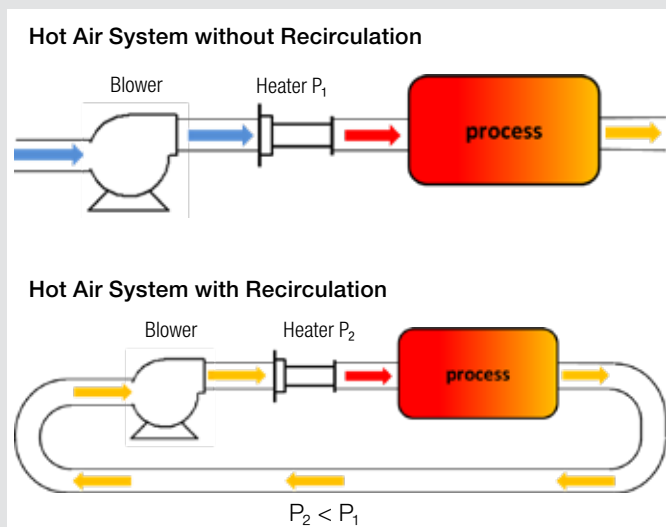 Hot Air System without Recirculation
Blower
Heater P₁
process
Hot Air System with Recirculation
Blower
Heater P₂
process
P₂ < P₁